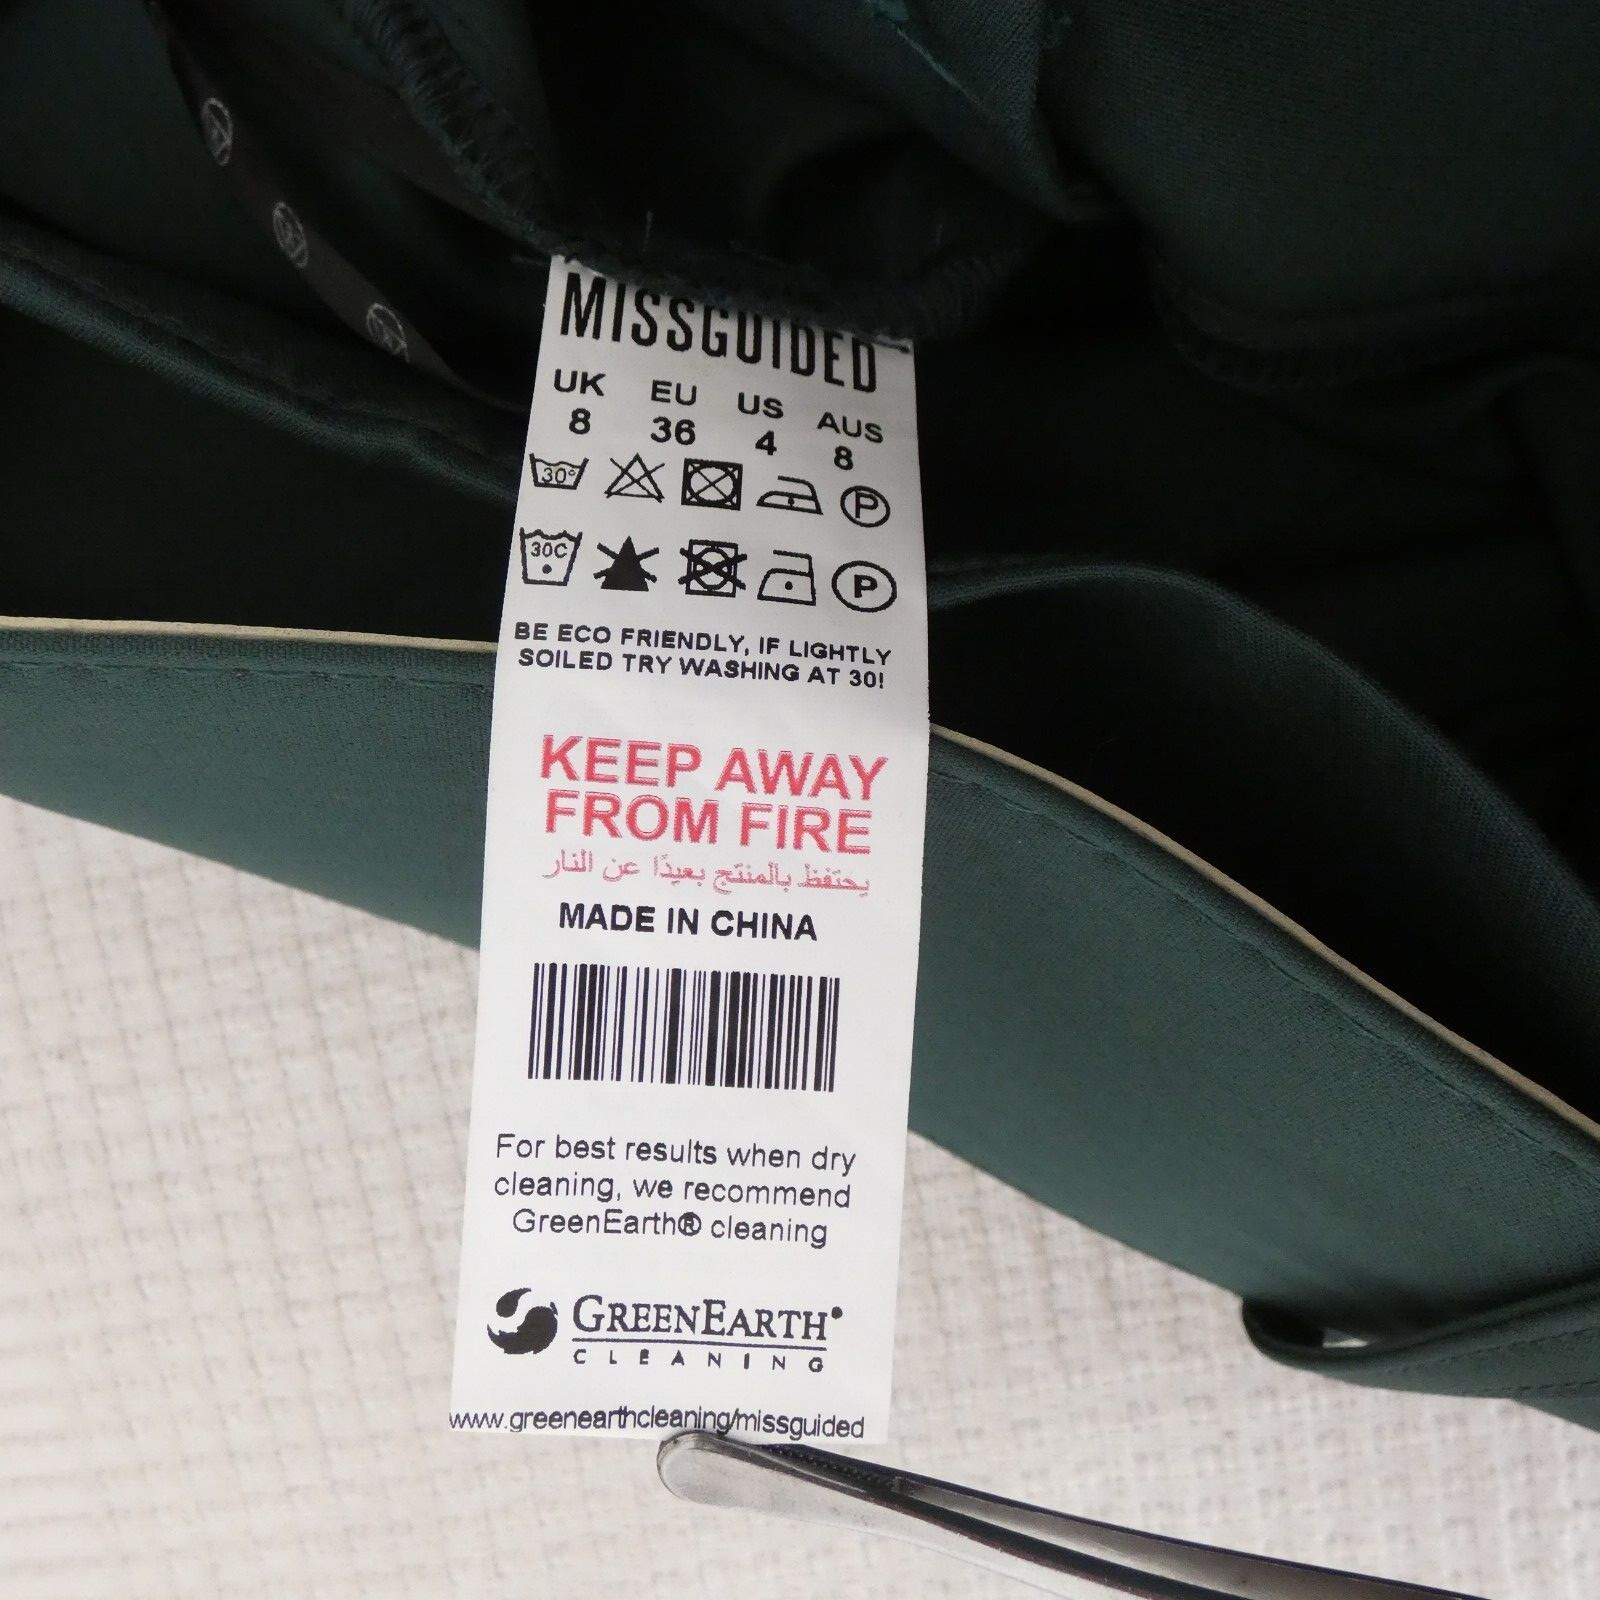 MISSGUIDED
UK EU US AUS
8 36 4 8
30°
P
30C
P
BE ECO FRIENDLY, IF LIGHTLY
SOILED TRY WASHING AT 30!
KEEP AWAY
FROM FIRE
يحتفظ بالمنتج بعيدًا عن النار
MADE IN CHINA
For best results when dry
cleaning, we recommend
GreenEarth® cleaning
GREENEARTH®
CLEANING
www.greenearthcleaning/missguided